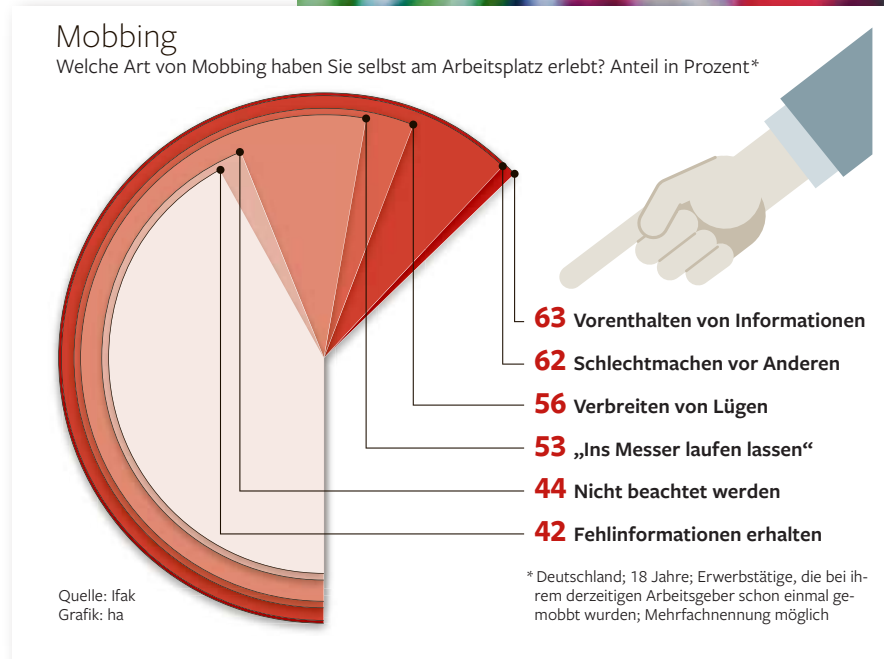 Mobbing
Welche Art von Mobbing haben Sie selbst am Arbeitsplatz erlebt? Anteil in Prozent*
63 Vorenthalten von Informationen
62 Schlechtmachen vor Anderen
56 Verbreiten von Lügen
53 „Ins Messer laufen lassen“
44 Nicht beachtet werden
42 Fehlinformationen erhalten
* Deutschland; 18 Jahre; Erwerbstätige, die bei ih-
rem derzeitigen Arbeitsgeber schon einmal ge-
mobbt wurden; Mehrfachnennung möglich
Quelle: Ifak
Grafik: ha